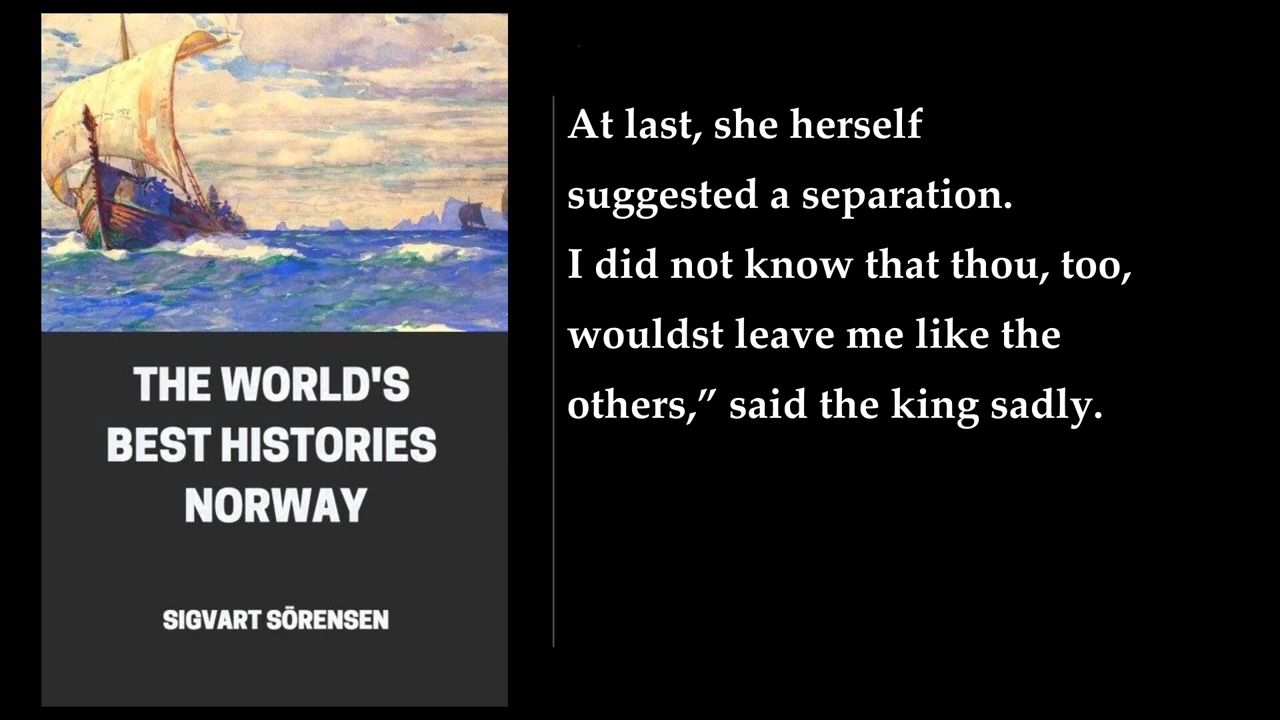 THE WORLD'S
BEST HISTORIES
NORWAY
SIGVART SÖRENSEN
At last, she herself
suggested a separation.
I did not know that thou, too,
wouldst leave me like the
others,” said the king sadly.